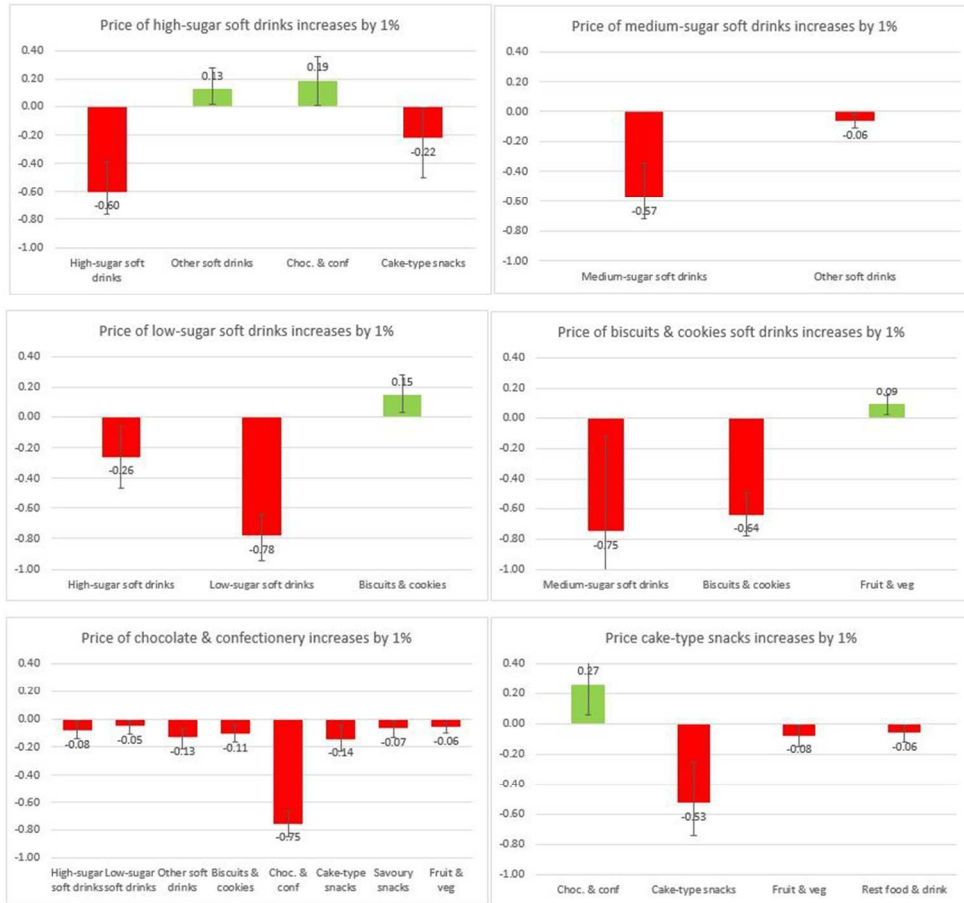 Price of high-sugar soft drinks increases by 1%
0.40
0.20
0.00
-0.20
-0.40
-0.60
-0.80
-1.00
-0.60
0.13
0.19
-0.22
High-sugar soft drinks
Other soft drinks
Choc. & conf
Cake-type snacks
Price of medium-sugar soft drinks increases by 1%
0.40
0.20
0.00
-0.20
-0.40
-0.60
-0.80
-1.00
-0.57
-0.06
Medium-sugar soft drinks
Other soft drinks
Price of low-sugar soft drinks increases by 1%
0.40
0.20
0.00
-0.20
-0.40
-0.60
-0.80
-1.00
-0.26
-0.78
0.15
High-sugar soft drinks
Low-sugar soft drinks
Biscuits & cookies
Price of biscuits & cookies soft drinks increases by 1%
0.40
0.20
0.00
-0.20
-0.40
-0.60
-0.80
-1.00
-0.75
-0.64
0.09
Medium-sugar soft drinks
Biscuits & cookies
Fruit & veg
Price of chocolate & confectionery increases by 1%
0.40
0.20
0.00
-0.20
-0.40
-0.60
-0.80
-1.00
-0.08
-0.05
-0.13
-0.11
-0.75
-0.14
-0.07
-0.06
High-sugar soft drinks
Low-sugar soft drinks
Other soft drinks
Biscuits & cookies
Choc. & conf
Cake-type snacks
Savoury snacks
Fruit & veg
Price cake-type snacks increases by 1%
0.40
0.20
0.00
-0.20
-0.40
-0.60
-0.80
-1.00
0.27
-0.53
-0.08
-0.06
Choc. & conf
Cake-type snacks
Fruit & veg
Rest food & drink